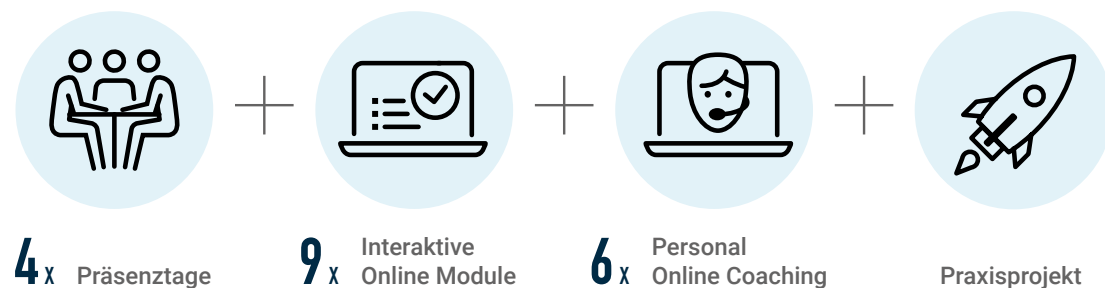 4 x Präsenztage
9 x Interaktive
Online Module
6 x Personal
Online Coaching
Praxisprojekt